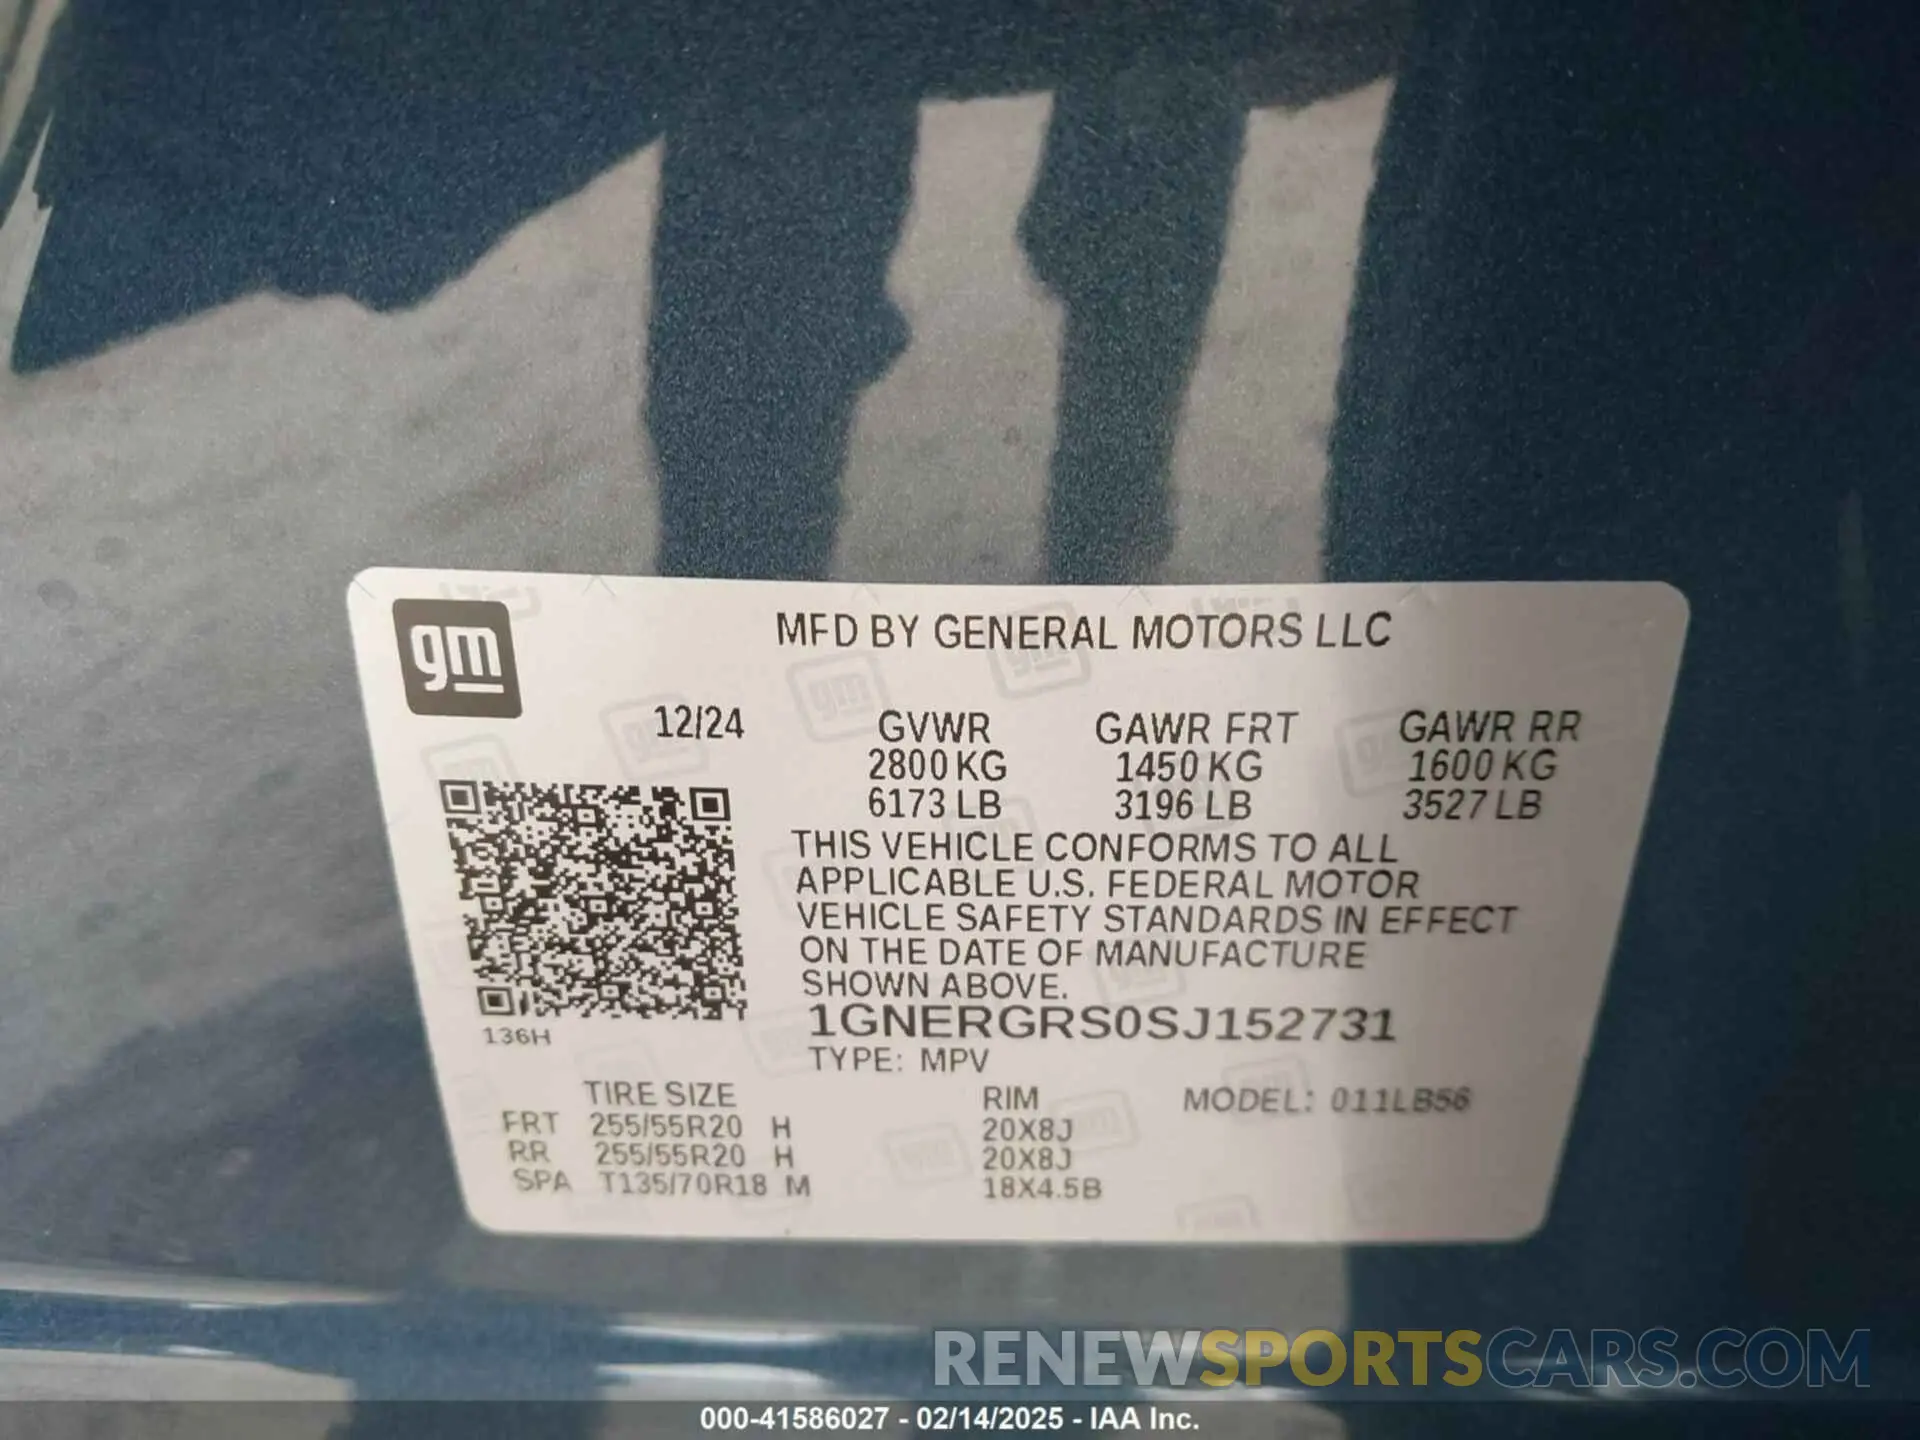 gm
MFD BY GENERAL MOTORS LLC
12/24 GVWR GAWR FRT GAWR RR
2800 KG 1450 KG 1600 KG
6173 LB 3196 LB 3527 LB
THIS VEHICLE CONFORMS TO ALL
APPLICABLE U.S. FEDERAL MOTOR
VEHICLE SAFETY STANDARDS IN EFFECT
ON THE DATE OF MANUFACTURE
SHOWN ABOVE.
1GNERGRS0SJ152731
136H
TYPE: MPV
TIRE SIZE RIM MODEL: 011LB56
FRT 255/55R20 H 20X8J
RR 255/55R20 H 20X8J
SPA T135/70R18 M 18X4.5B
RENEWSPORTSCARS.COM
000-41586027 - 02/14/2025 - IAA Inc.